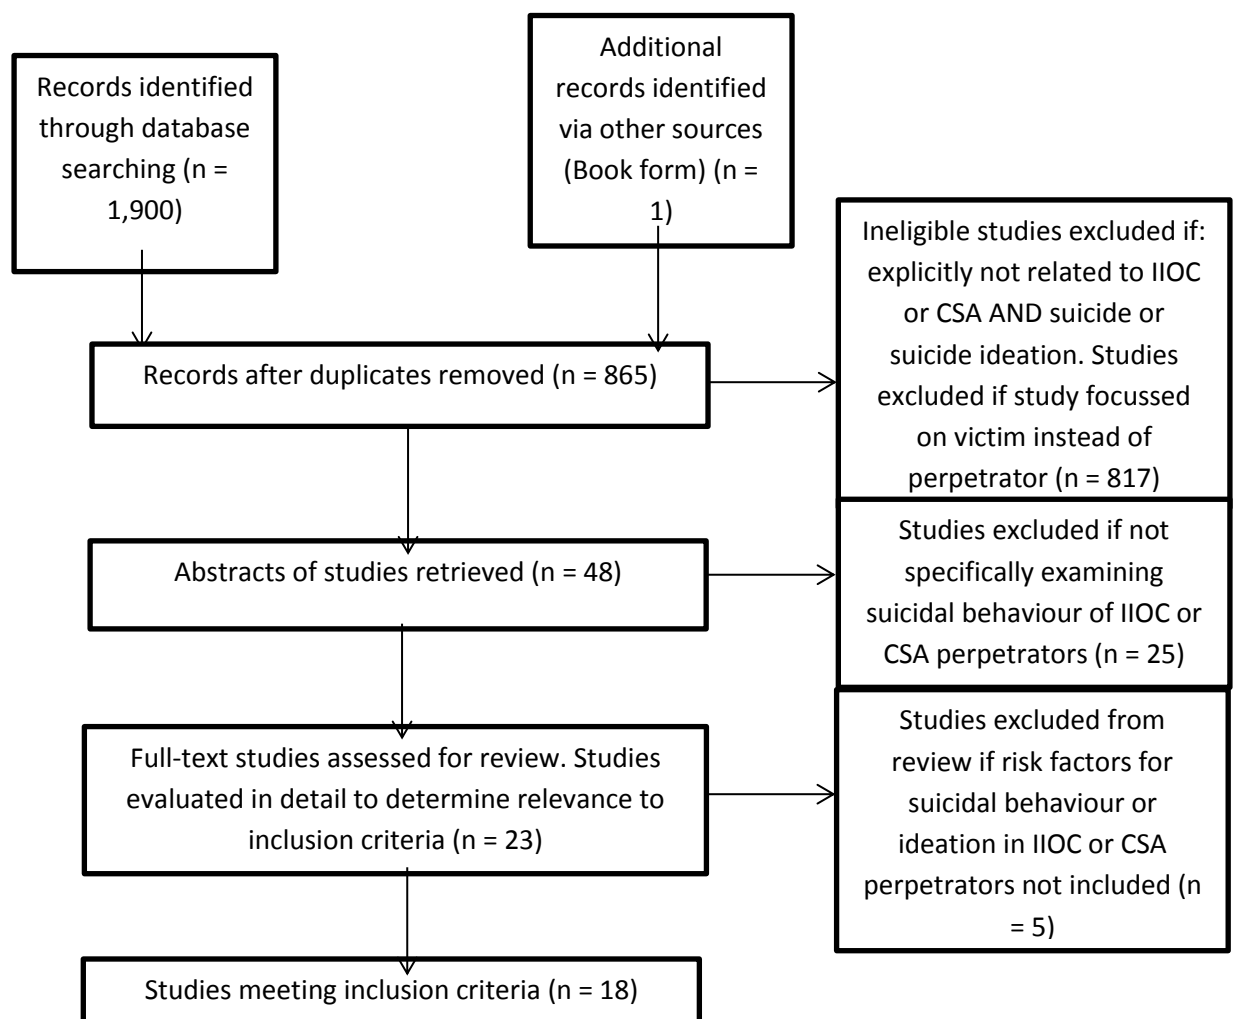 Records identified
through database
searching (n =
1,900)
Additional
records identified
via other sources
(Book form) (n =
1)
Records after duplicates removed (n = 865)
Ineligible studies excluded if:
explicitly not related to IIOC
or CSA AND suicide or
suicide ideation. Studies
excluded if study focussed
on victim instead of
perpetrator (n = 817)
Abstracts of studies retrieved (n = 48)
Studies excluded if not
specifically examining
suicidal behaviour of IIOC or
CSA perpetrators (n = 25)
Full-text studies assessed for review. Studies
evaluated in detail to determine relevance to
inclusion criteria (n = 23)
Studies excluded from
review if risk factors for
suicidal behaviour or
ideation in IIOC or CSA
perpetrators not included (n
= 5)
Studies meeting inclusion criteria (n = 18)